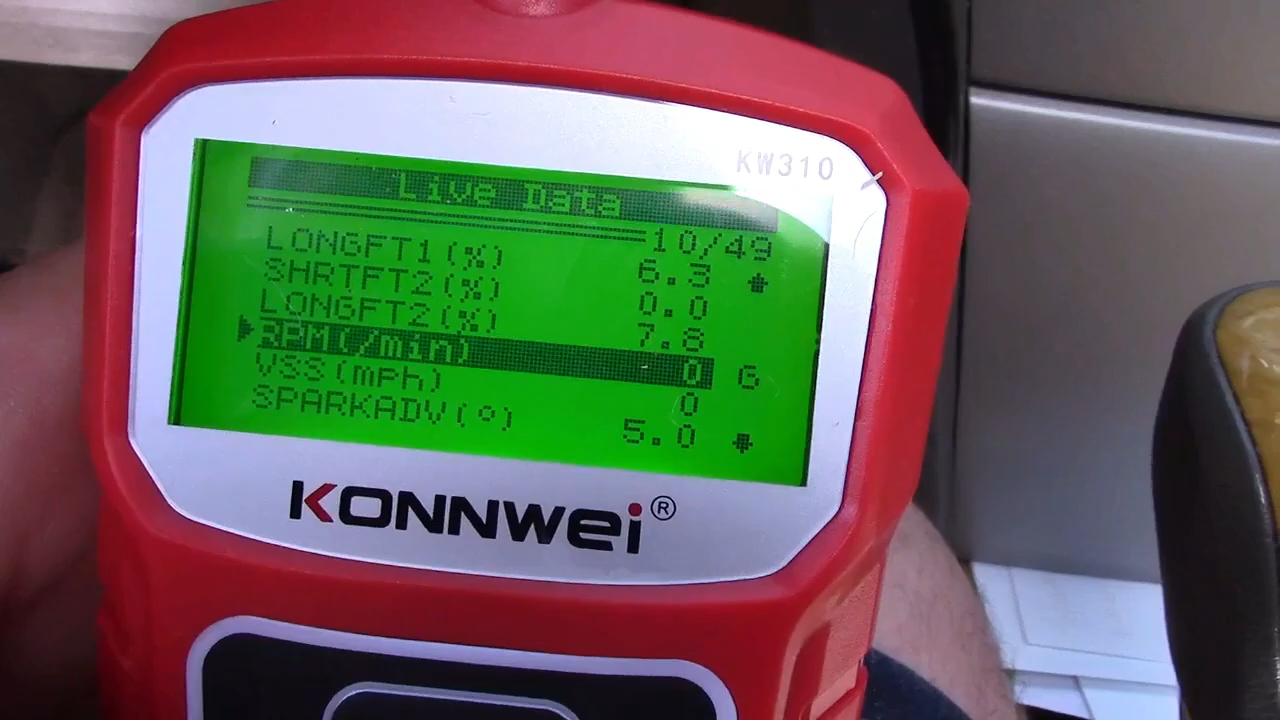 KW310
Live Data
10/49
LONGFT1(%) 6.3
SHRTFT2(%) 0.0
LONGFT2(%) 7.8
RPM(/min) 0 G
VSS(mph) 0
SPARKADV(°) 5.0
KONNWEI®